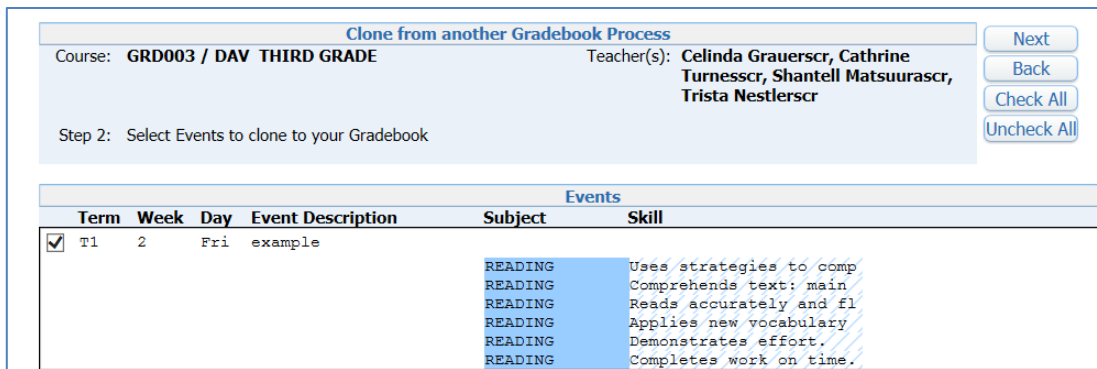 Clone from another Gradebook Process
Course: GRD003 / DAV THIRD GRADE Teacher(s): Celinda Grauerscr, Cathrine
Turnesscr, Shantell Matsuurascr,
Trista Nestlerscr
Step 2: Select Events to clone to your Gradebook
Next
Back
Check All
Uncheck All
Events
Term Week Day Event Description Subject Skill
T1 2 Fri example
READING Uses strategies to comp
READING Comprehends text: main
READING Reads accurately and fl
READING Applies new vocabulary
READING Demonstrates effort.
READING Completes work on time.